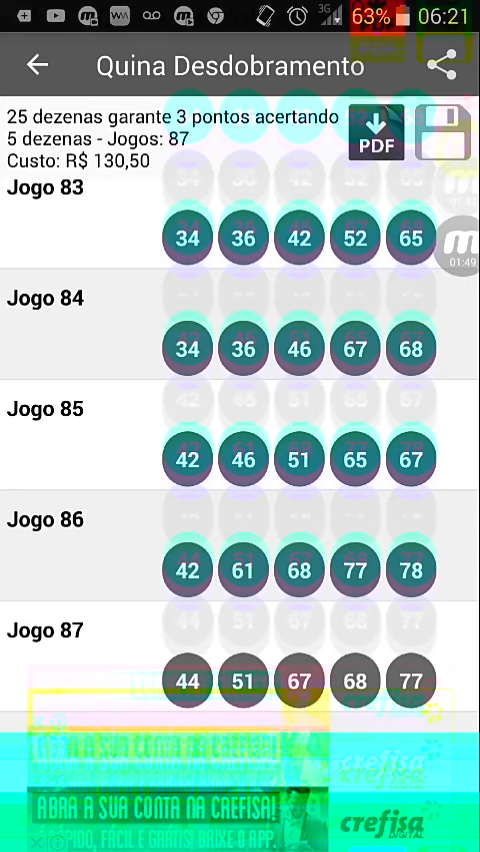 3G 63% 06:21
Quina Desdobramento
25 dezenas garante 3 pontos acertando
5 dezenas - Jogos: 87
Custo: R$ 130,50
PDF
Jogo 83
34 36 42 52 65
01:49
Jogo 84
34 36 46 67 68
Jogo 85
42 46 51 65 67
Jogo 86
42 61 68 77 78
Jogo 87
44 51 67 68 77
ABRA A SUA CONTA NA CREFISA!
RÁPIDO, FÁCIL E GRÁTIS! BAIXE O APP.
crefisa
DIGITAL